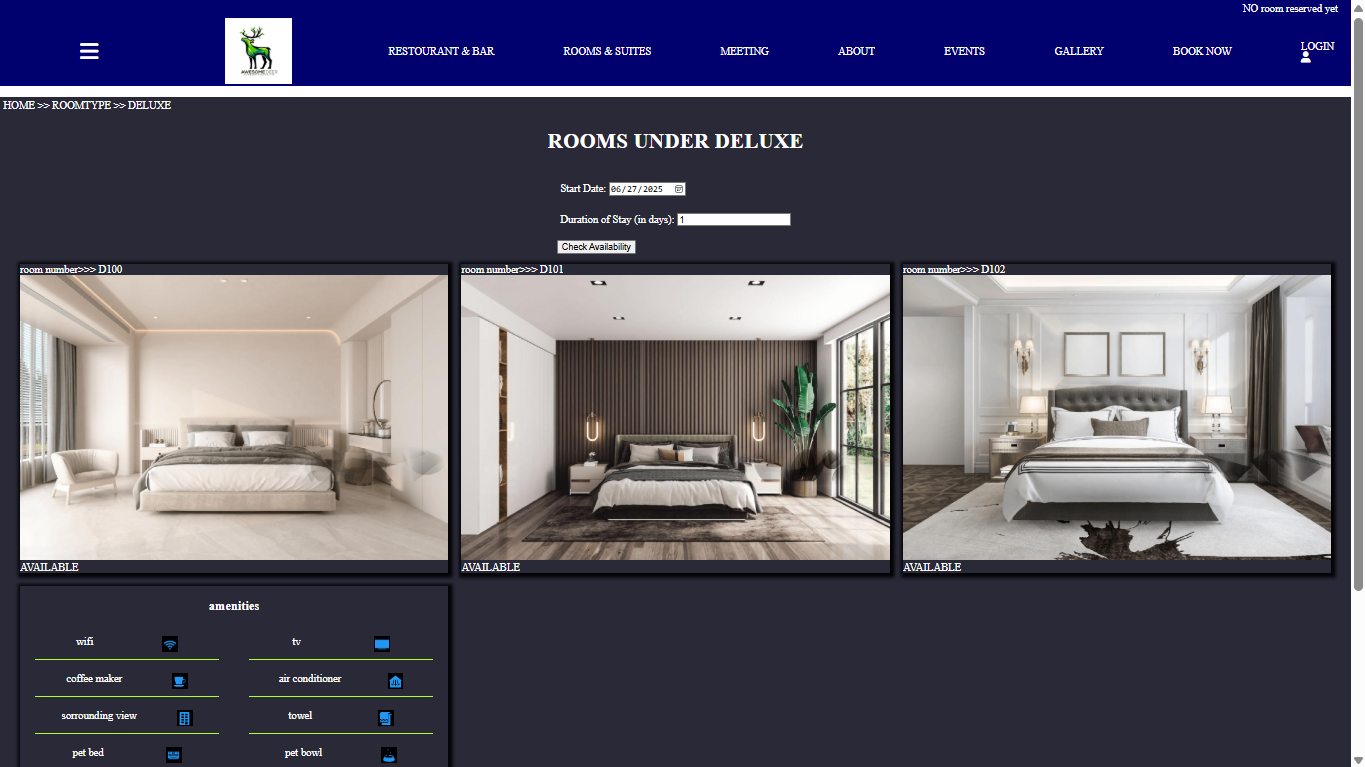 NO room reserved yet
AWESOMEDEER
RESTOURANT & BAR
ROOMS & SUITES
MEETING
ABOUT
EVENTS
GALLERY
BOOK NOW
LOGIN
HOME >> ROOMTYPE >> DELUXE
ROOMS UNDER DELUXE
Start Date: 06/27/2025
Duration of Stay (in days): 1
Check Availability
room number>>> D100
room number>>> D101
room number>>> D102
AVAILABLE
AVAILABLE
AVAILABLE
amenities
wifi
tv
coffee maker
air conditioner
sorrounding view
towel
pet bed
pet bowl